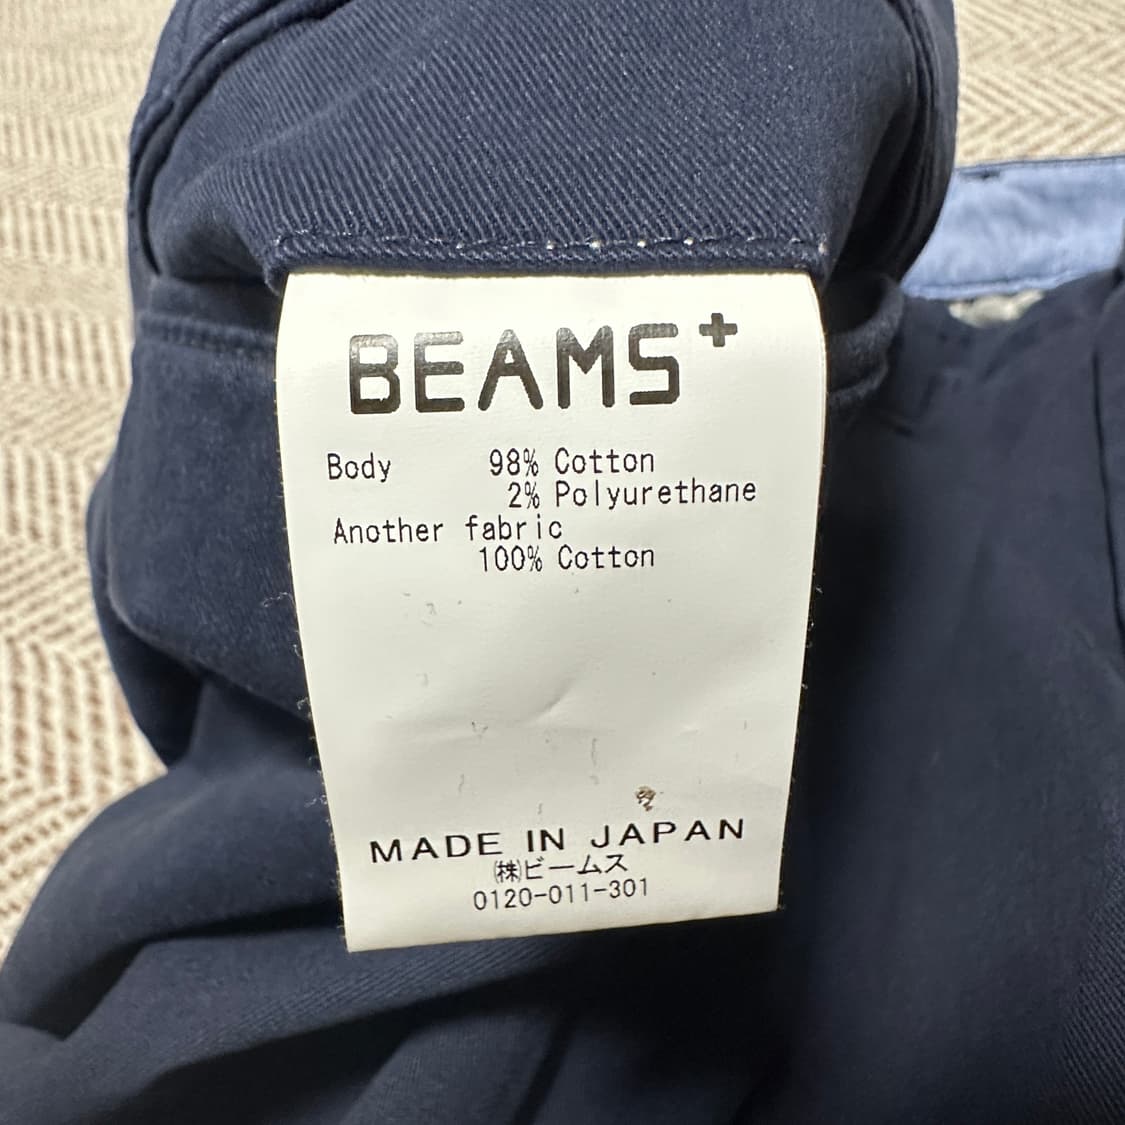 BEAMS+
Body 98% Cotton
2% Polyurethane
Another fabric
100% Cotton
MADE IN JAPAN
㈱ビームス
0120-011-301